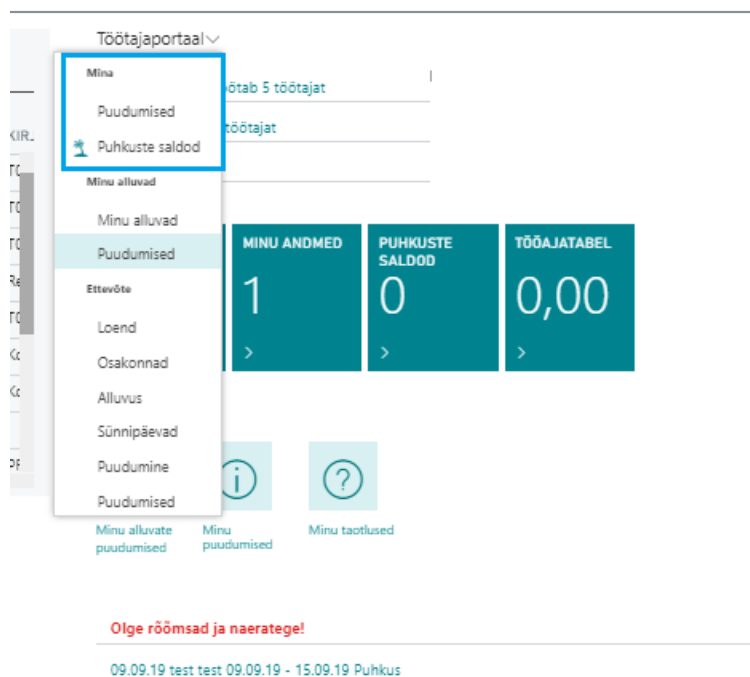 Töötajaportaal
Mina
Puudumised
Puhkuste saldod
Minu alluvad
Minu alluvad
Puudumised
Ettevõte
Loend
Osakonnad
Alluvus
Sünnipäevad
Puudumine
Puudumised
5 töötajat
töötajat
KIR..
MINU ANDMED
1
PUHKUSTE
SALDOD
0
TÖÖAJATABEL
0,00
Minu alluvate
puudumised
Minu
puudumised
Minu taotlused
Olge rõõmsad ja naeratege!
09.09.19 test test 09.09.19 - 15.09.19 Puhkus